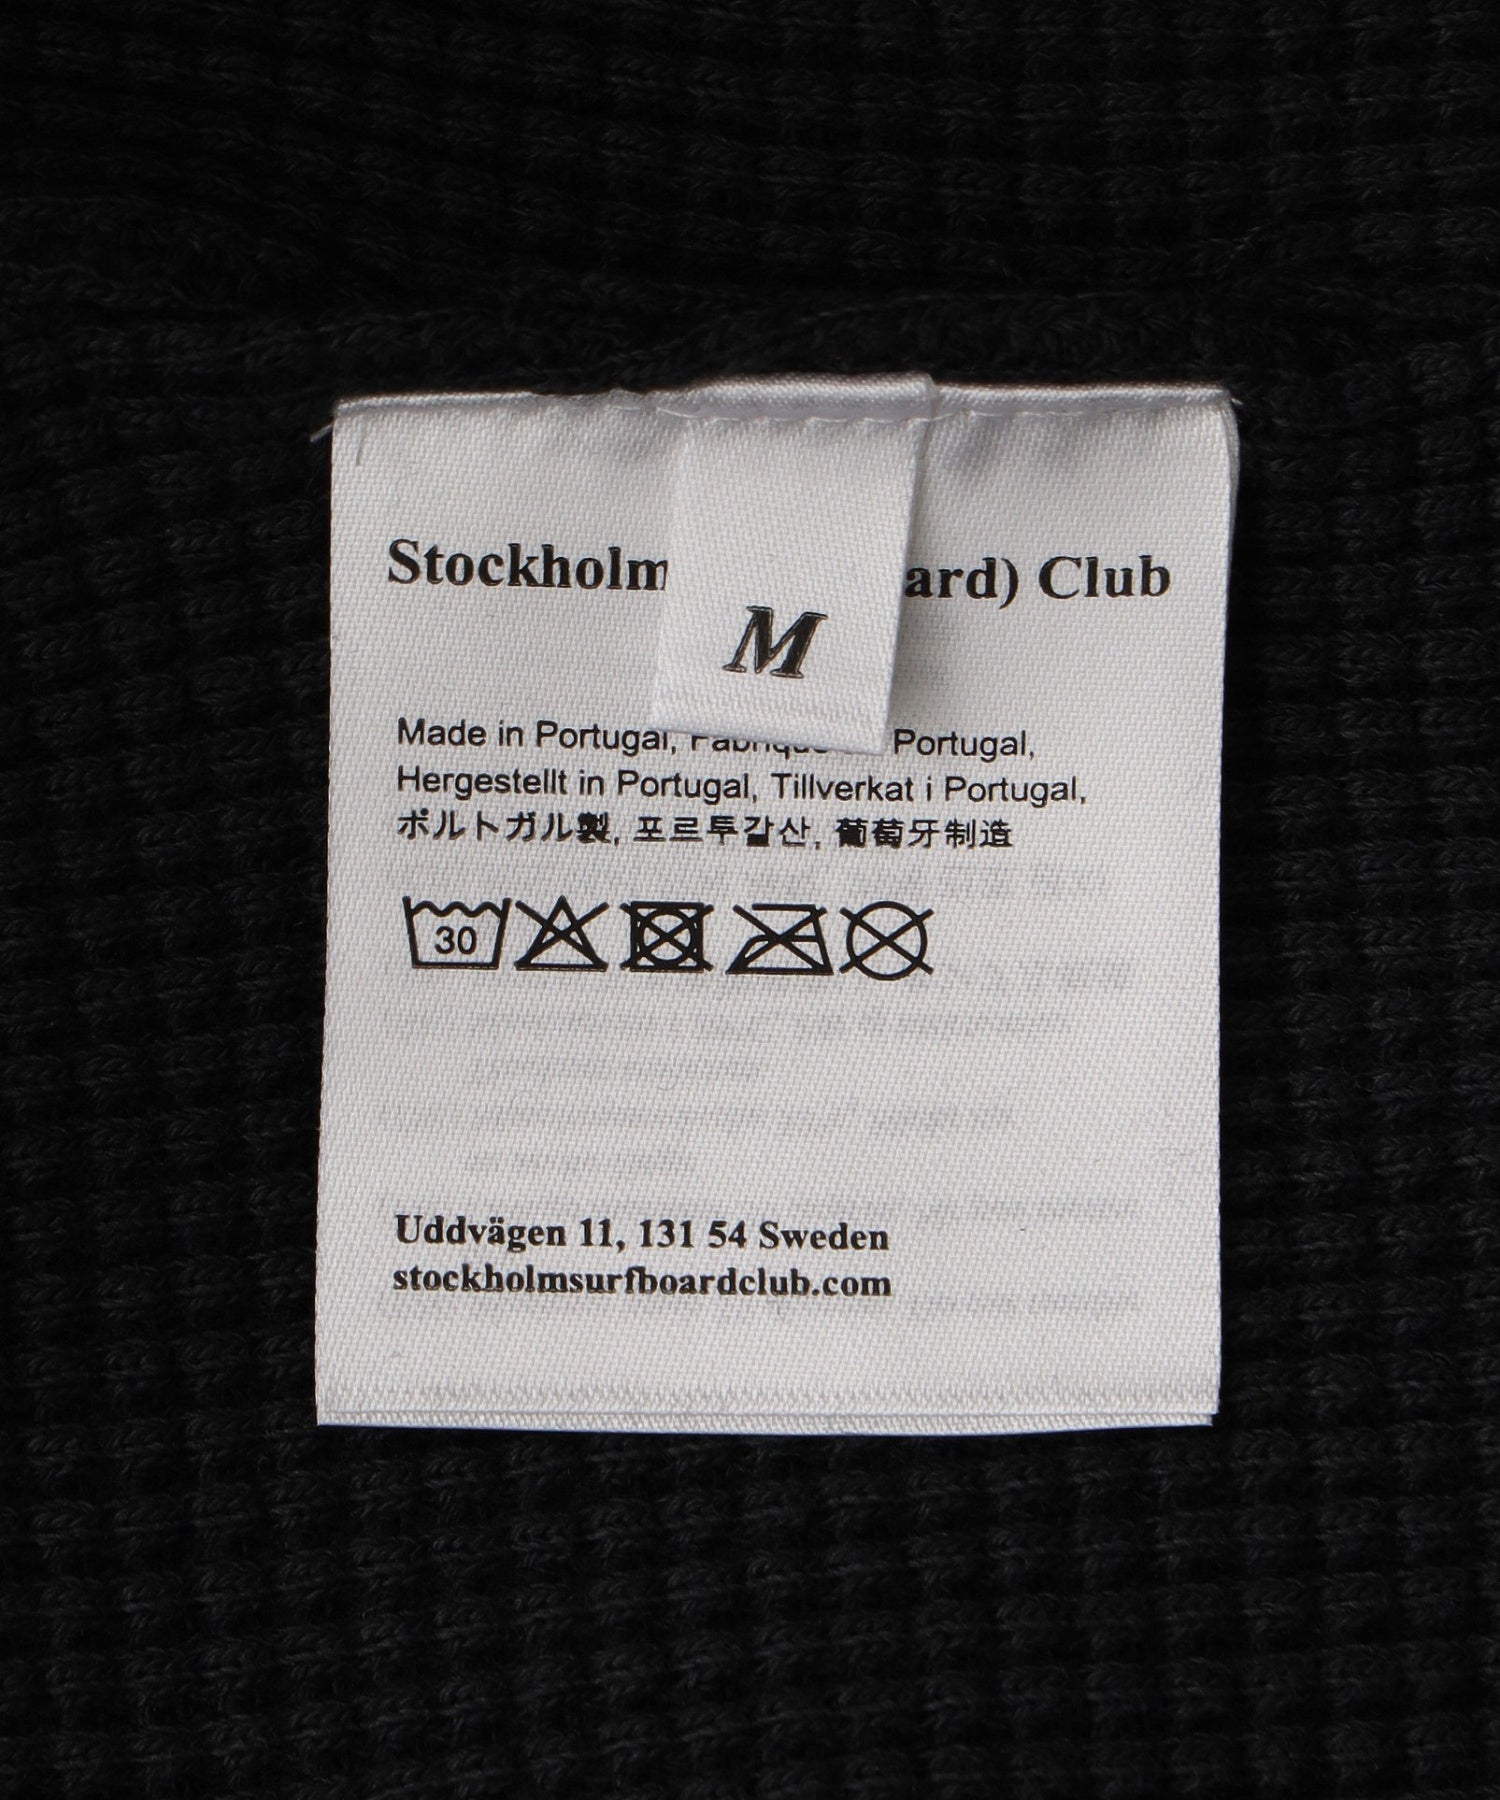 Stockholm ard) Club
M
Made in Portugal, Portugal,
Hergestellt in Portugal, Tillverkat i Portugal,
ポルトガル製, 포르투갈산, 葡萄牙制造
30
Uddvägen 11, 131 54 Sweden
stockholmsurfboardclub.com